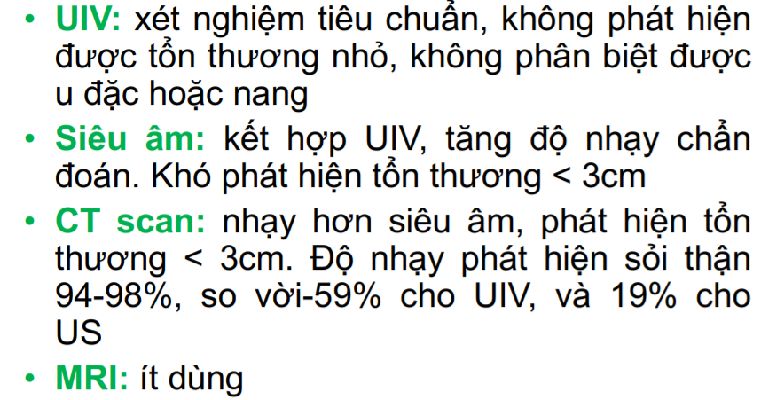 • UIV: xét nghiệm tiêu chuẩn, không phát hiện
được tổn thương nhỏ, không phân biệt được
u đặc hoặc nang
• Siêu âm: kết hợp UIV, tăng độ nhạy chẩn
đoán. Khó phát hiện tổn thương < 3cm
• CT scan: nhạy hơn siêu âm, phát hiện tổn
thương < 3cm. Độ nhạy phát hiện sỏi thận
94-98%, so vời-59% cho UIV, và 19% cho
US
• MRI: ít dùng